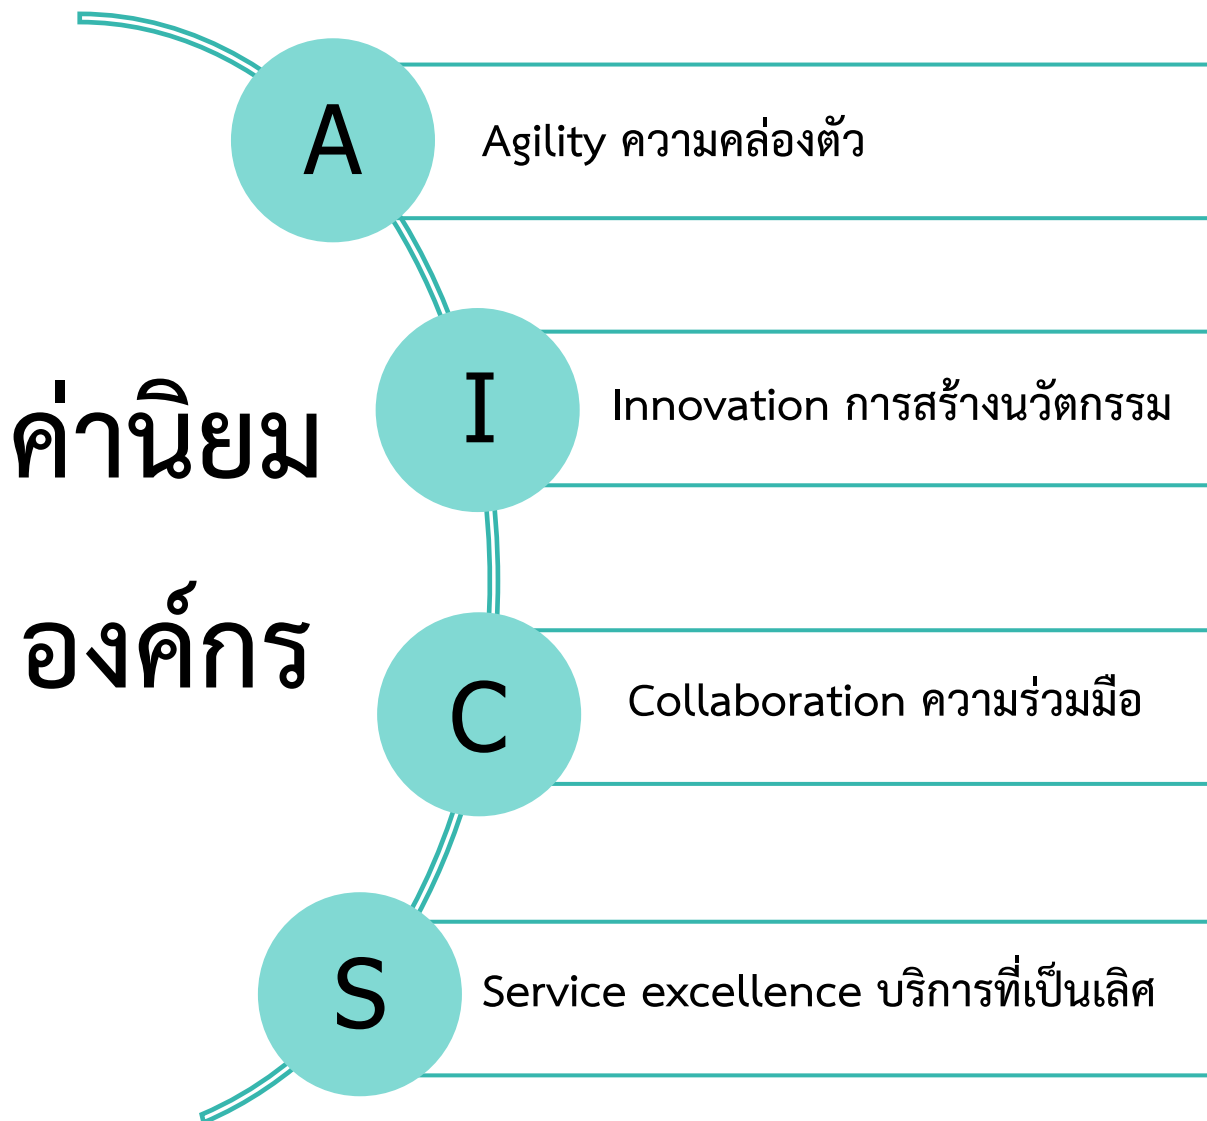 ค่านิยม
องค์กร
A
Agility ความคล่องตัว
I
Innovation การสร้างนวัตกรรม
C
Collaboration ความร่วมมือ
S
Service excellence บริการที่เป็นเลิศ